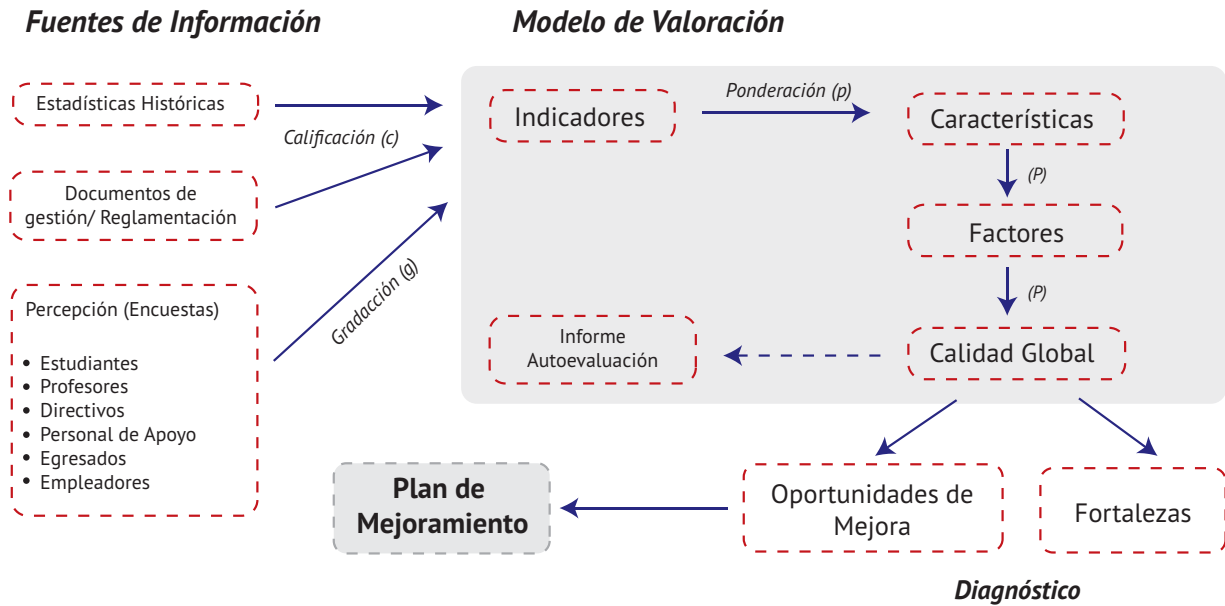 Fuentes de Información
Modelo de Valoración
Estadísticas Históricas
Calificación (c)
Documentos de
gestión/ Reglamentación
Gradacción (g)
Percepción (Encuestas)
• Estudiantes
• Profesores
• Directivos
• Personal de Apoyo
• Egresados
• Empleadores
Indicadores
Ponderación (p)
Características
(P)
Factores
(P)
Calidad Global
Informe
Autoevaluación
Oportunidades de
Mejora
Fortalezas
Plan de
Mejoramiento
Diagnóstico